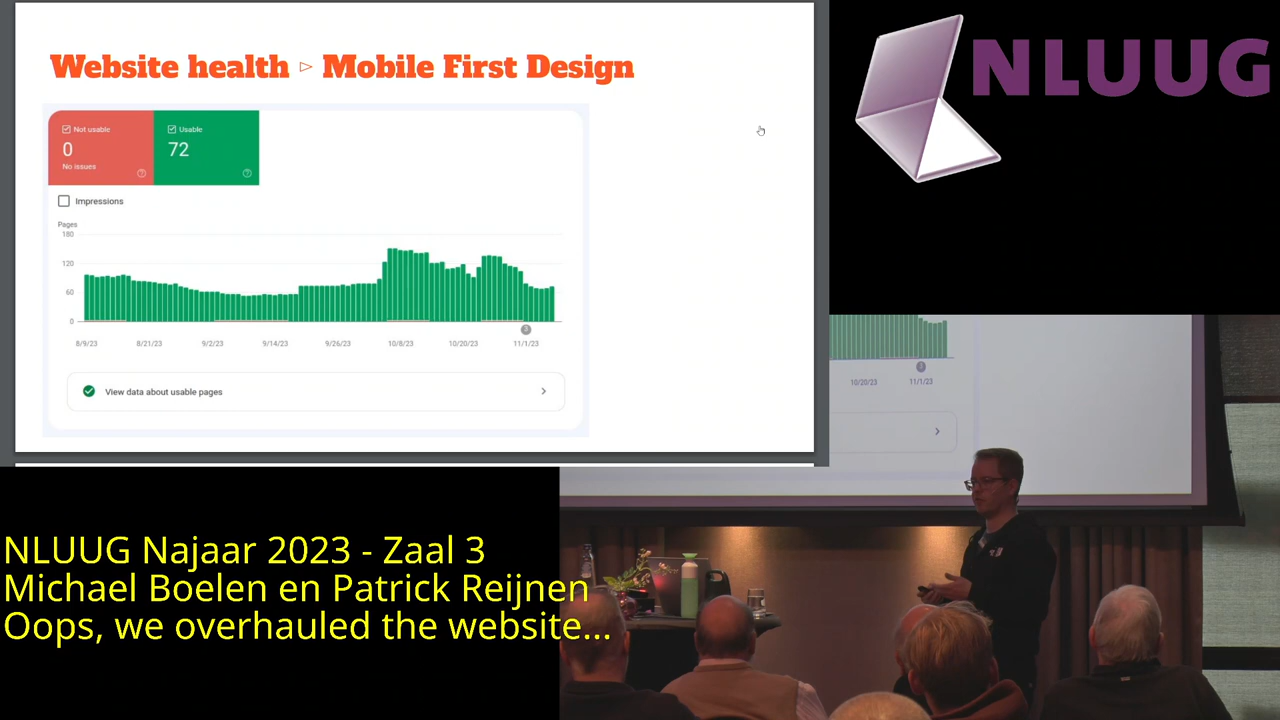 Website health ▷ Mobile First Design
Not usable
0
No issues
Usable
72
Impressions
Pages
180
120
60
0
3
8/9/23 8/21/23 9/2/23 9/14/23 9/26/23 10/8/23 10/20/23 11/1/23
View data about usable pages
NLUUG
3
10/20/23 11/1/23
NLUUG Najaar 2023 - Zaal 3
Michael Boelen en Patrick Reijnen
Oops, we overhauled the website...